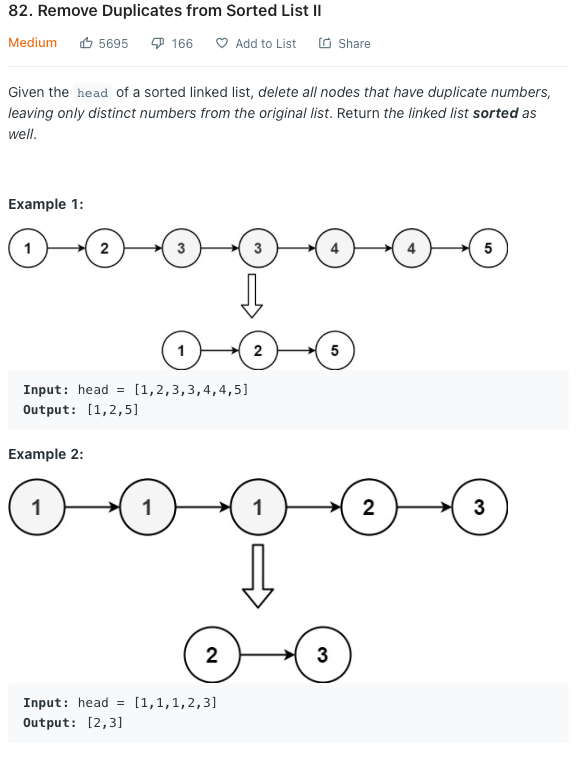 82. Remove Duplicates from Sorted List II
Medium 5695 166 Add to List Share
Given the head of a sorted linked list, delete all nodes that have duplicate numbers,
leaving only distinct numbers from the original list. Return the linked list sorted as
well.
Example 1:
1 2 3 3 4 4 5
1 2 5
Input: head = [1,2,3,3,4,4,5]
Output: [1,2,5]
Example 2:
1 1 1 2 3
2 3
Input: head = [1,1,1,2,3]
Output: [2,3]